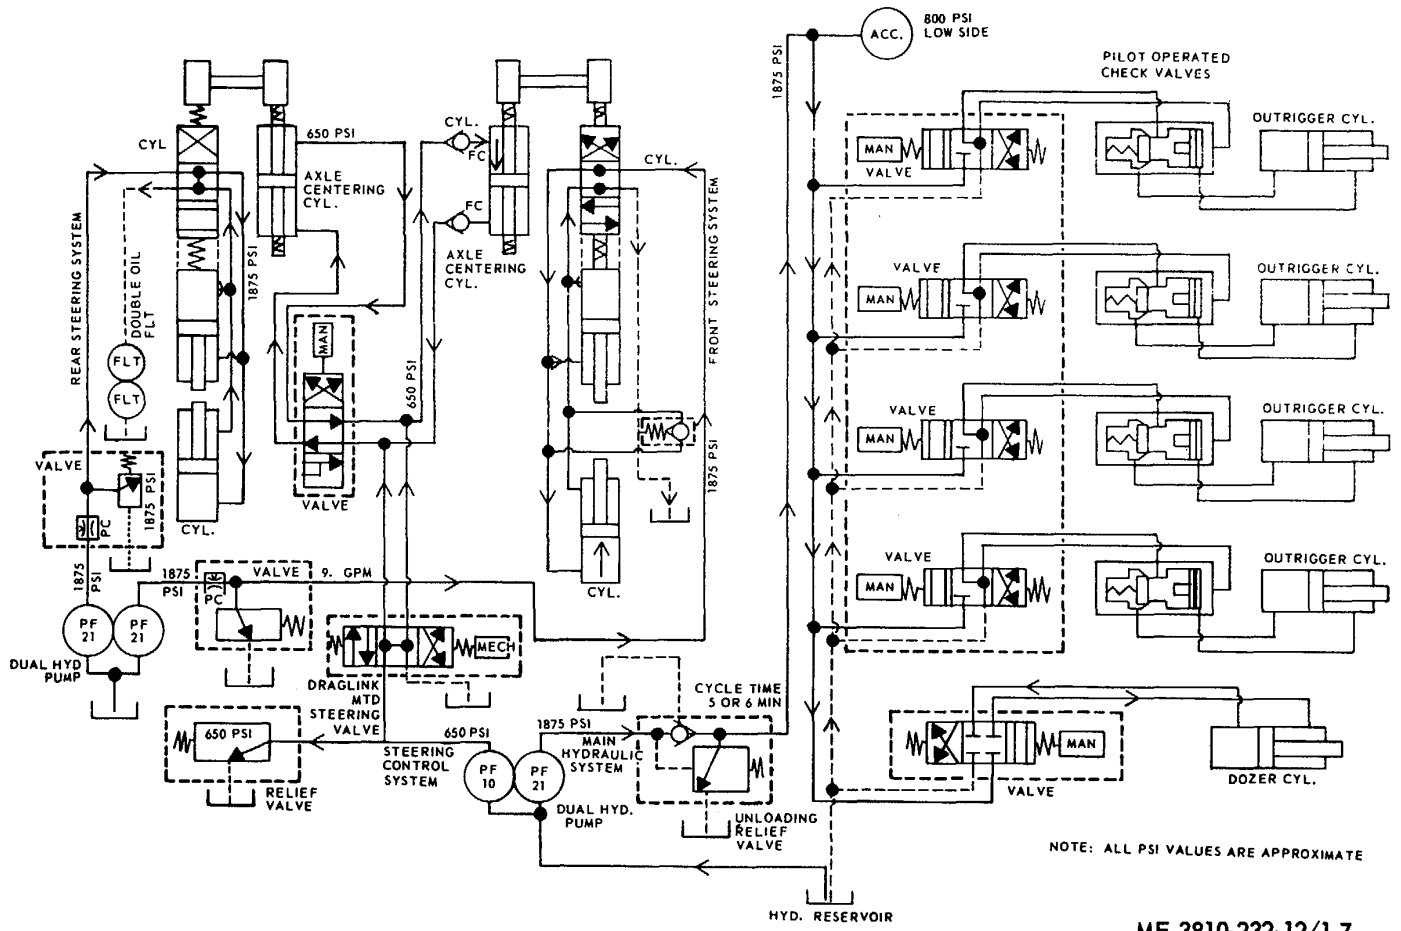 800 PSI
LOW SIDE
ACC.
1875 PSI
PILOT OPERATED
CHECK VALVES
OUTRIGGER CYL.
MAN
VALVE
CYL
650 PSI
AXLE
CENTERING
CYL.
CYL.
FC
FC
AXLE
CENTERING
CYL.
CYL.
REAR STEERING SYSTEM
DOUBLE OIL
FLT
1875 PSI
FLT
FLT
MAN
650 PSI
FRONT STEERING SYSTEM
1875 PSI
VALVE
OUTRIGGER CYL.
MAN
VALVE
OUTRIGGER CYL.
MAN
VALVE
OUTRIGGER CYL.
MAN
VALVE
1875 PSI
PC
CYL.
VALVE
CYL.
1875
PSI
1875
PSI
PC
VALVE
9. GPM
PF
21
PF
21
DUAL HYD
PUMP
MECH
DRAGLINK
MTD
STEERING
VALVE
650 PSI
RELIEF
VALVE
650 PSI
STEERING
CONTROL
SYSTEM
PF
10
PF
21
1875 PSI
MAIN
HYDRAULIC
SYSTEM
CYCLE TIME
5 OR 6 MIN
DUAL HYD.
PUMP
UNLOADING
RELIEF
VALVE
MAN
VALVE
DOZER CYL.
NOTE: ALL PSI VALUES ARE APPROXIMATE
HYD. RESERVOIR
ME 3810-232-12/1-7